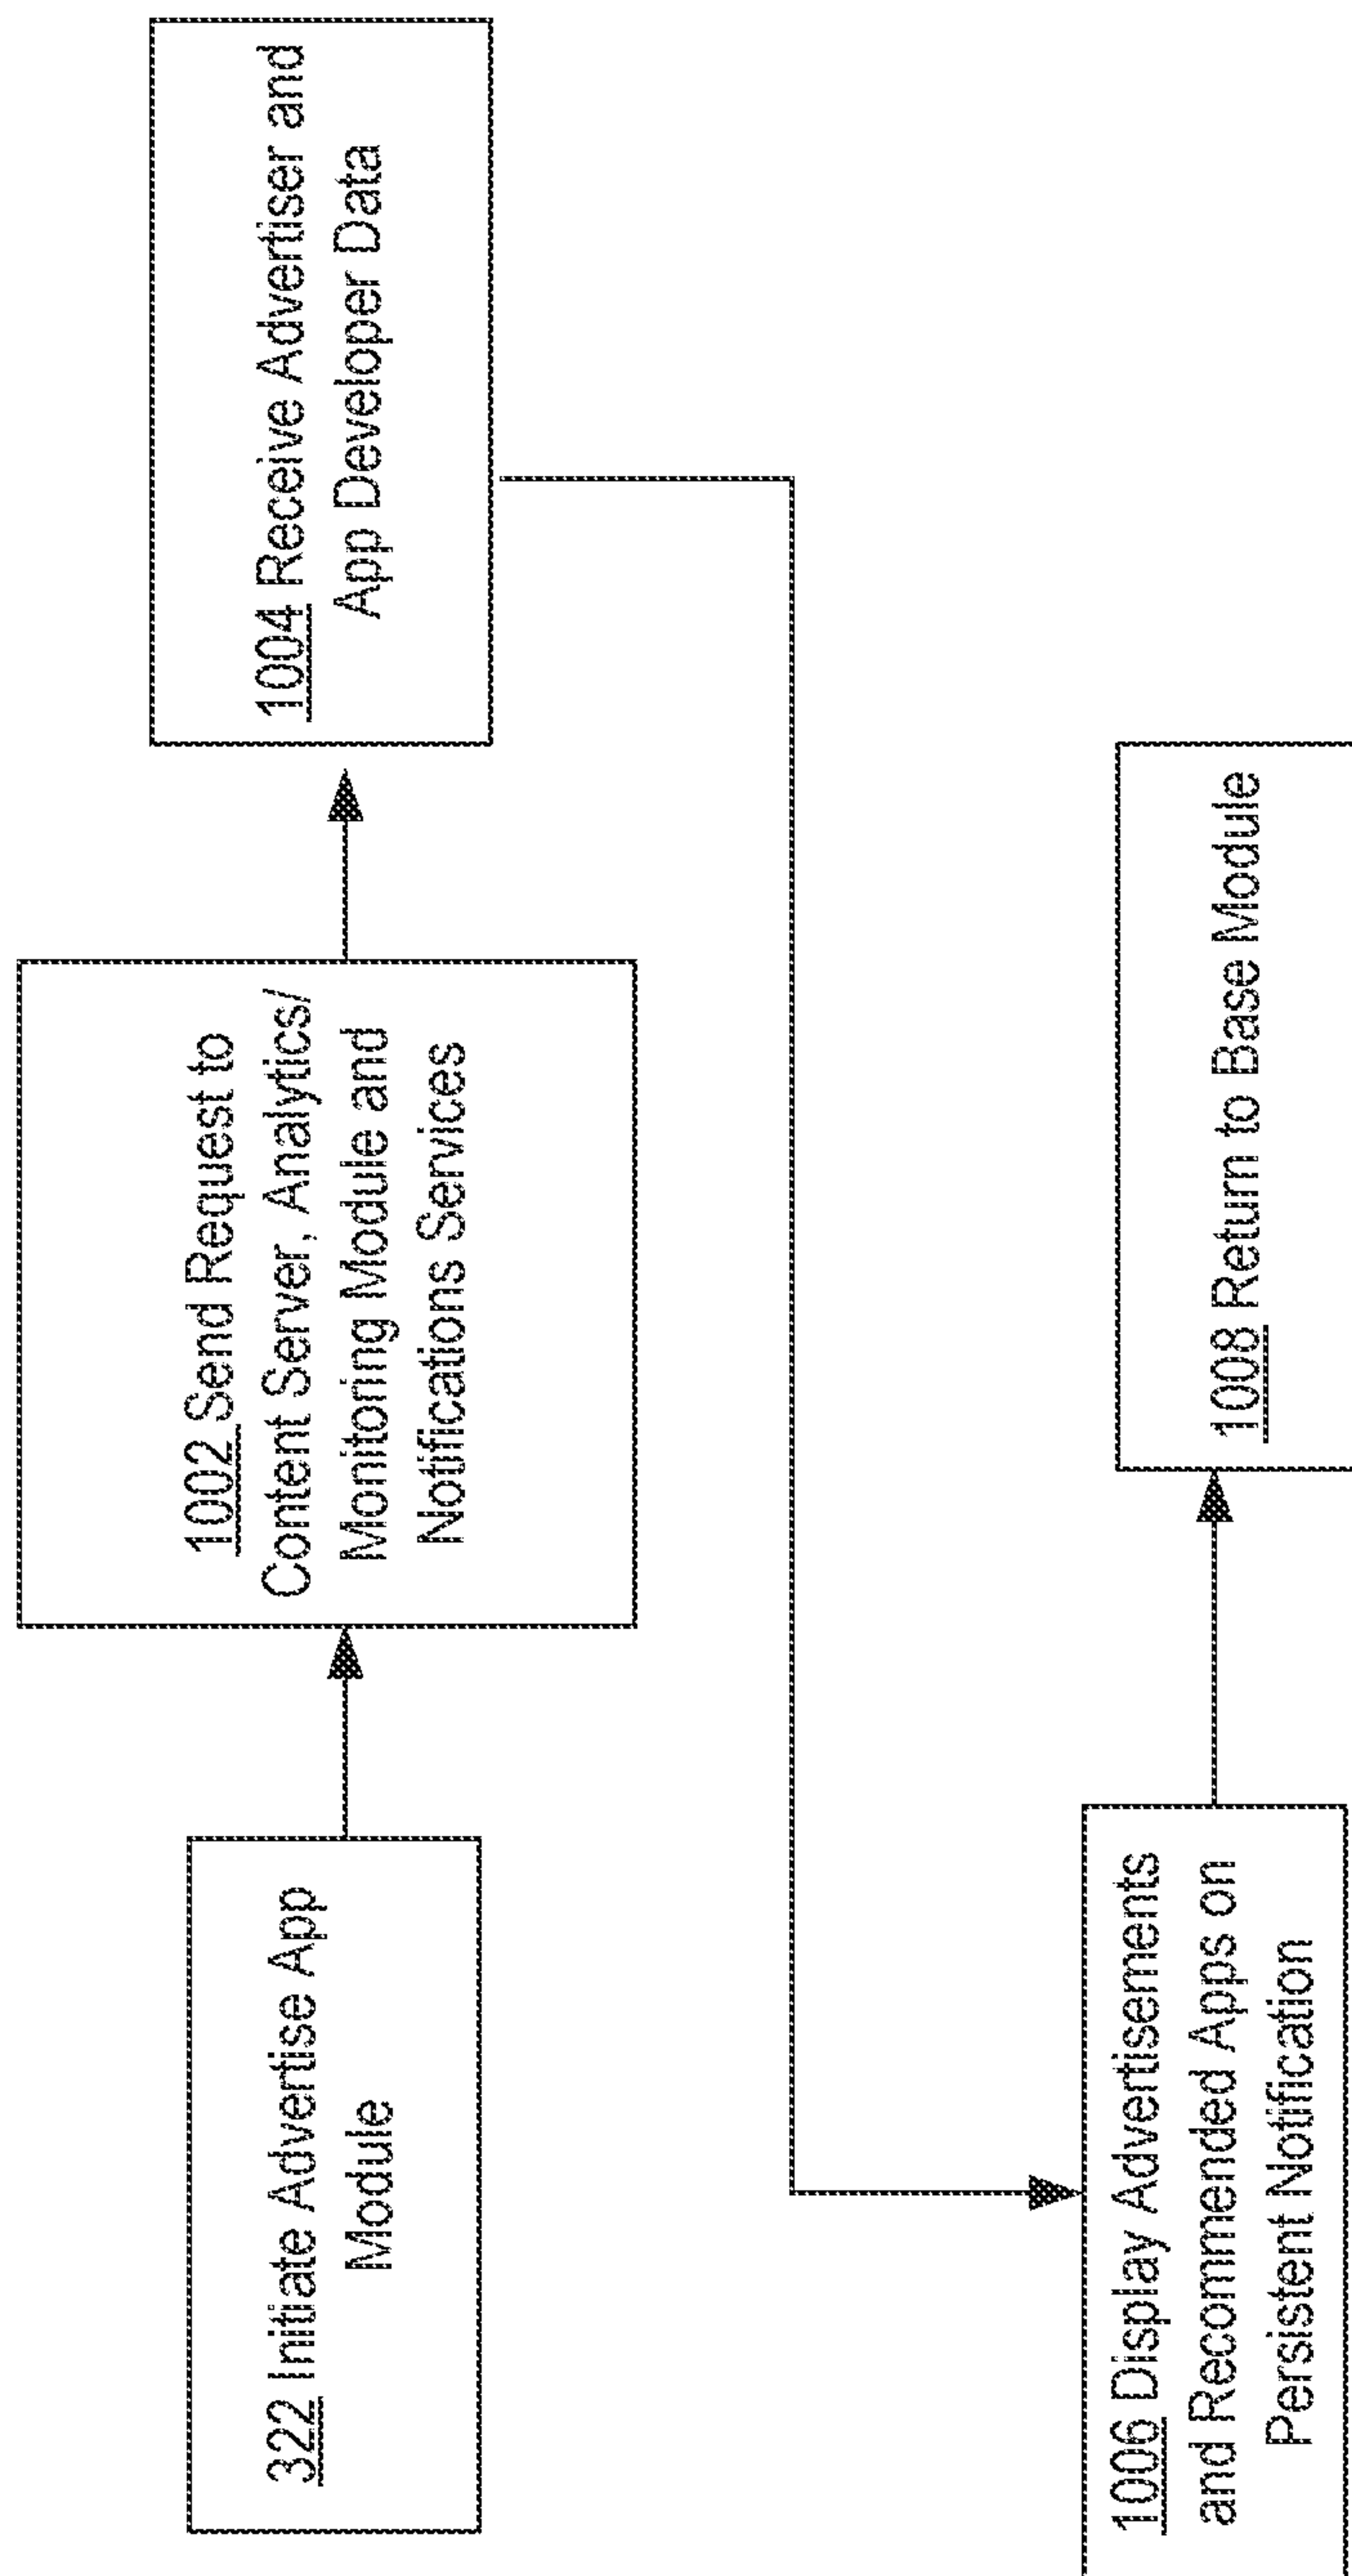 322 Initiate Advertise App
Module
1002 Send Request to
Content Server, Analytics/
Monitoring Module and
Notifications Services
1004 Receive Advertiser and
App Developer Data
1006 Display Advertisements
and Recommended Apps on
Persistent Notification
1008 Return to Base Module